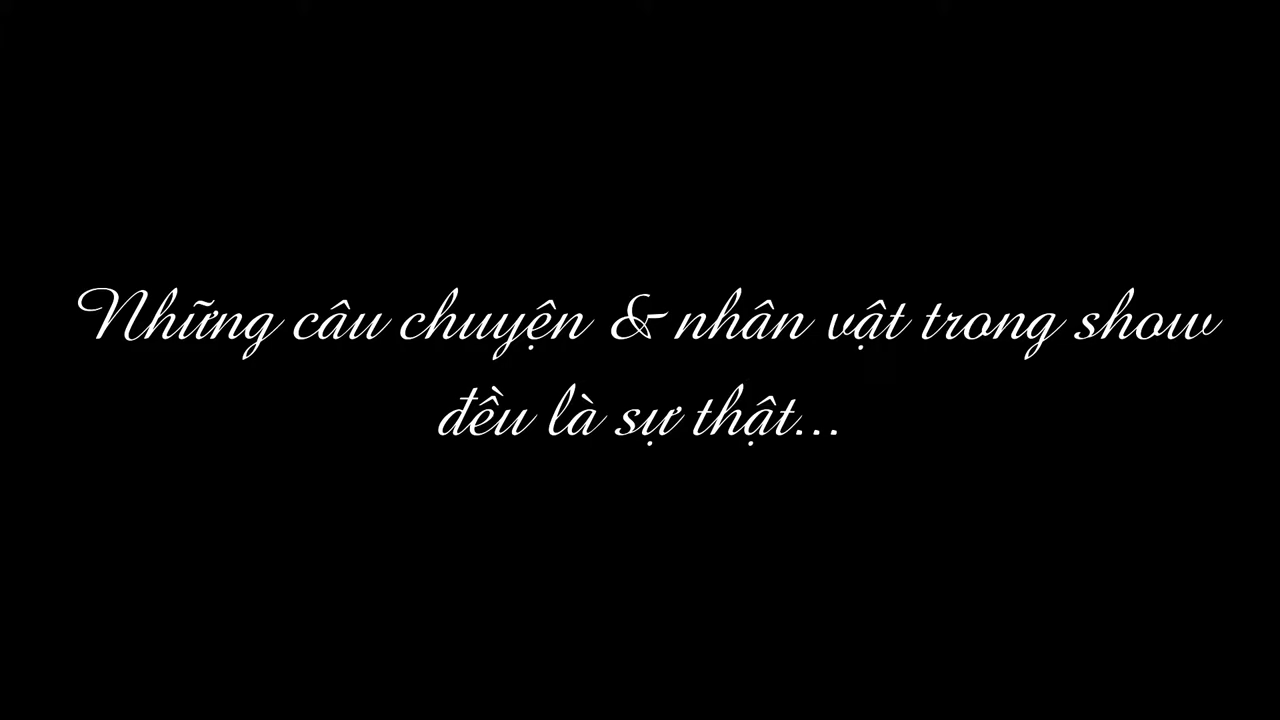 Những câu chuyện & nhân vật trong show
đều là sự thật...